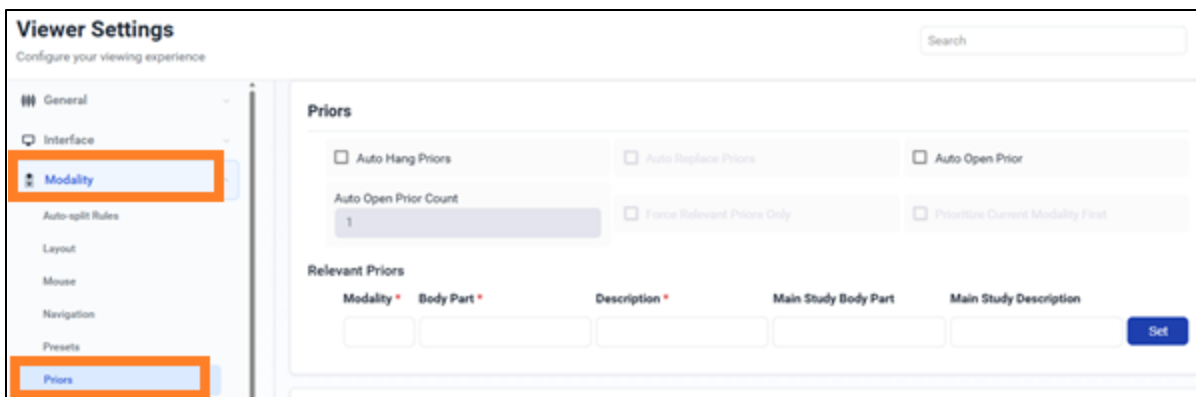 Viewer Settings
Configure your viewing experience
Search
General
Interface
Modality
Auto-split Rules
Layout
Mouse
Navigation
Presets
Priors
Priors
Auto Hang Priors
Auto Replace Priors
Auto Open Prior
Auto Open Prior Count
1
Force Relevant Priors Only
Prioritize Current Modality First
Relevant Priors
Modality * Body Part * Description * Main Study Body Part Main Study Description
Set